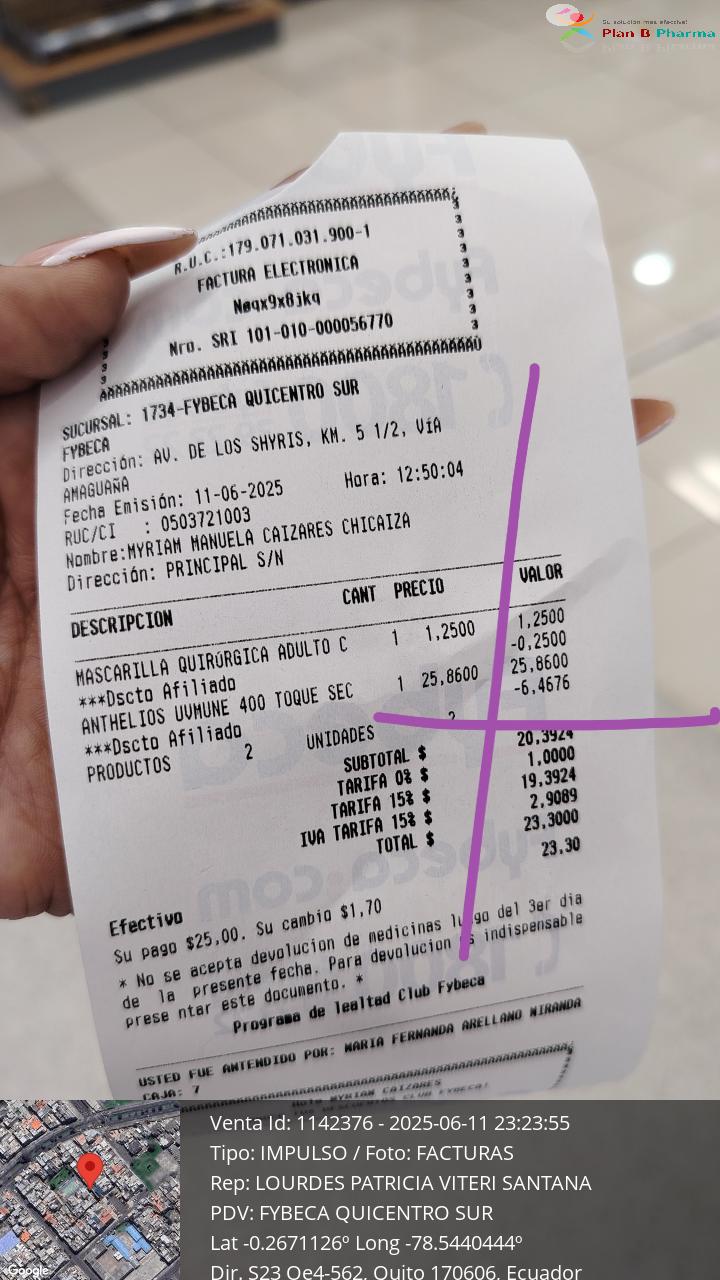 Su solución más efectiva!
Plan B Pharma
R.U.C.:179.071.031.900-1
FACTURA ELECTRONICA
Nøqx9x8jkq
Nro. SRI 101-010-000056770
SUCURSAL: 1734-FYBECA QUICENTRO SUR
FYBECA
Dirección: AV. DE LOS SHYRIS, KM. 5 1/2, VíA
AMAGUAñA
Fecha Emisión: 11-06-2025 Hora: 12:50:04
RUC/CI : 0503721003
Nombre:MYRIAM MANUELA CAIZARES CHICAIZA
Dirección: PRINCIPAL S/N
DESCRIPCION CANT PRECIO VALOR
MASCARILLA QUIRÚRGICA ADULTO C 1 1,2500 1,2500
***Dscto Afiliado -0,2500
ANTHELIOS UVMUNE 400 TOQUE SEC 1 25,8600 25,8600
***Dscto Afiliado -6,4676
PRODUCTOS 2 UNIDADES 2
SUBTOTAL $ 20,3924
TARIFA 0% $ 1,0000
TARIFA 15% $ 19,3924
IVA TARIFA 15% $ 2,9089
TOTAL $ 23,3000
Efectivo 23,30
Su pago $25,00. Su cambio $1,70
* No se acepta devolucion de medicinas luego del 3er dia
de la presente fecha. Para devolucion es indispensable
prese ntar este documento. *
Programa de lealtad Club Fybeca
USTED FUE ANTENDIDO POR: MARIA FERNANDA ARELLANO MIRANDA
CAJA: 7
MYRIAM CAIZARES
CLUB FYBECA!
Google
Venta Id: 1142376 - 2025-06-11 23:23:55
Tipo: IMPULSO / Foto: FACTURAS
Rep: LOURDES PATRICIA VITERI SANTANA
PDV: FYBECA QUICENTRO SUR
Lat -0.2671126º Long -78.5440444º
Dir. S23 Oe4-562, Quito 170606, Ecuador